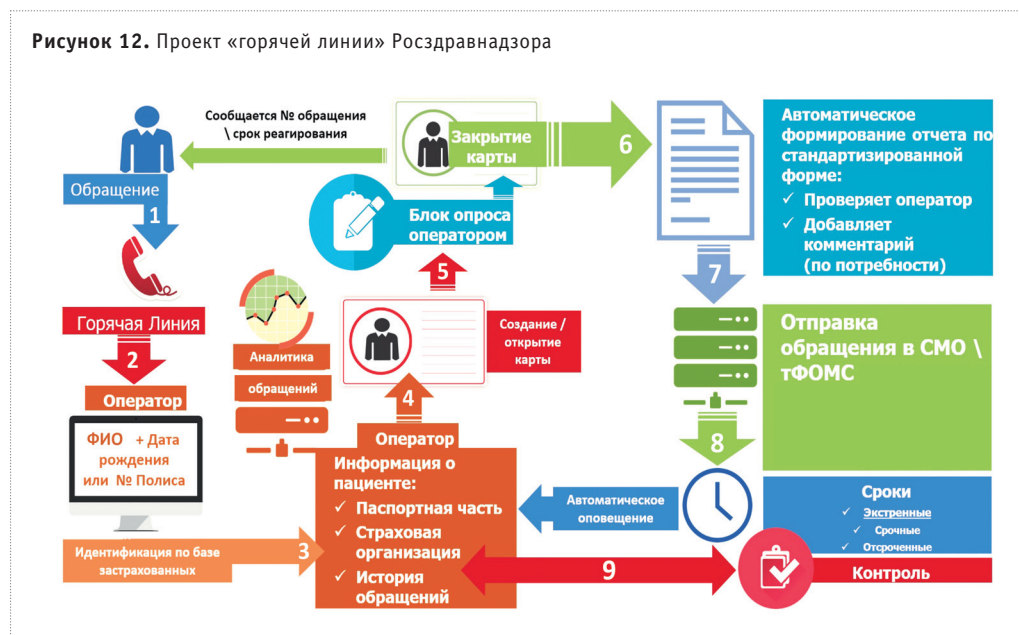 Рисунок 12. Проект «горячей линии» Росздравнадзора
Сообщается № обращения
\ срок реагирования
Обращение
1
Горячая Линия
2
Оператор
ФИО + Дата
рождения
или № Полиса
Идентификация по базе
застрахованных
3
Аналитика
обращений
Оператор
Информация о
пациенте:
✓ Паспортная часть
✓ Страховая
организация
✓ История
обращений
4
Создание /
открытие
карты
5
Блок опроса
оператором
Закрытие
карты
6
Автоматическое
формирование отчета по
стандартизированной
форме:
✓ Проверяет оператор
✓ Добавляет
комментарий
(по потребности)
7
Отправка
обращения в СМО \
тФОМС
8
Автоматическое
оповещение
Сроки
✓ Экстренные
✓ Срочные
✓ Отсроченные
9
Контроль